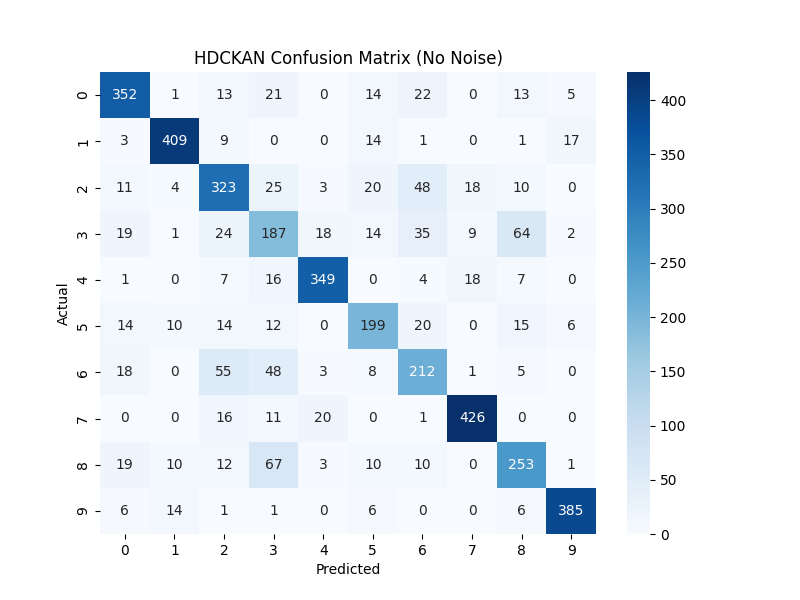 HDCKAN Confusion Matrix (No Noise)
0 352 1 13 21 0 14 22 0 13 5
1 3 409 9 0 0 14 1 0 1 17
2 11 4 323 25 3 20 48 18 10 0
3 19 1 24 187 18 14 35 9 64 2
4 1 0 7 16 349 0 4 18 7 0
5 14 10 14 12 0 199 20 0 15 6
6 18 0 55 48 3 8 212 1 5 0
7 0 0 16 11 20 0 1 426 0 0
8 19 10 12 67 3 10 10 0 253 1
9 6 14 1 1 0 6 0 0 6 385
0 1 2 3 4 5 6 7 8 9
Predicted
Actual
400
350
300
250
200
150
100
50
0